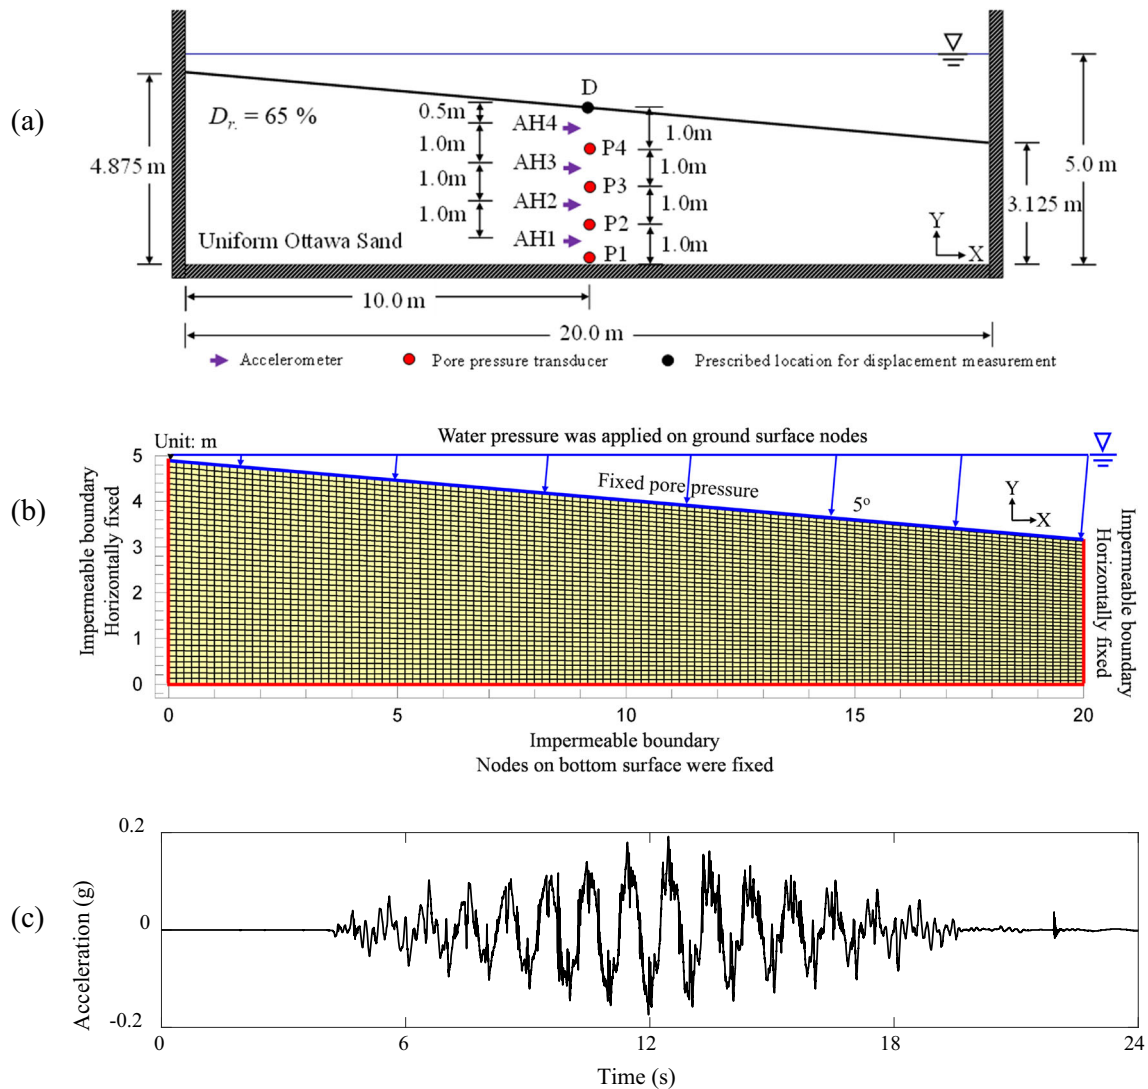 (a)
D
D_r. = 65 %
0.5m
AH4
1.0m
P4
1.0m
AH3
1.0m
4.875 m
1.0m
P3
5.0 m
AH2
1.0m
3.125 m
1.0m
P2
Uniform Ottawa Sand
AH1
P1
1.0m
Y
X
10.0 m
20.0 m
Accelerometer
Pore pressure transducer
Prescribed location for displacement measurement
(b)
Unit: m
Water pressure was applied on ground surface nodes
Fixed pore pressure
5°
Y
X
5
4
3
2
1
0
Impermeable boundary
Horizontally fixed
Impermeable boundary
Horizontally fixed
0 5 10 15 20
Impermeable boundary
Nodes on bottom surface were fixed
(c)
Acceleration (g)
0.2
0
-0.2
0 6 12 18 24
Time (s)